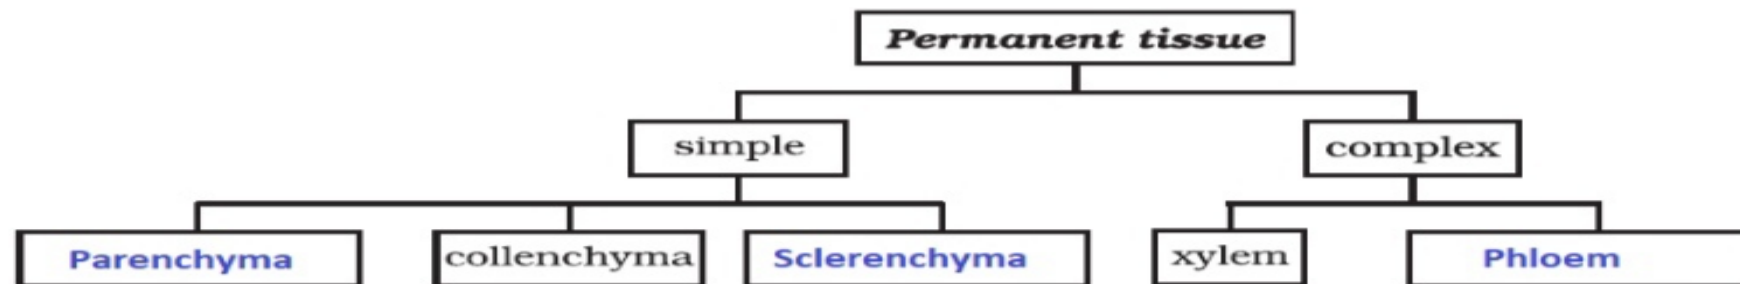 Permanent tissue
simple
complex
Parenchyma
collenchyma
Sclerenchyma
xylem
Phloem